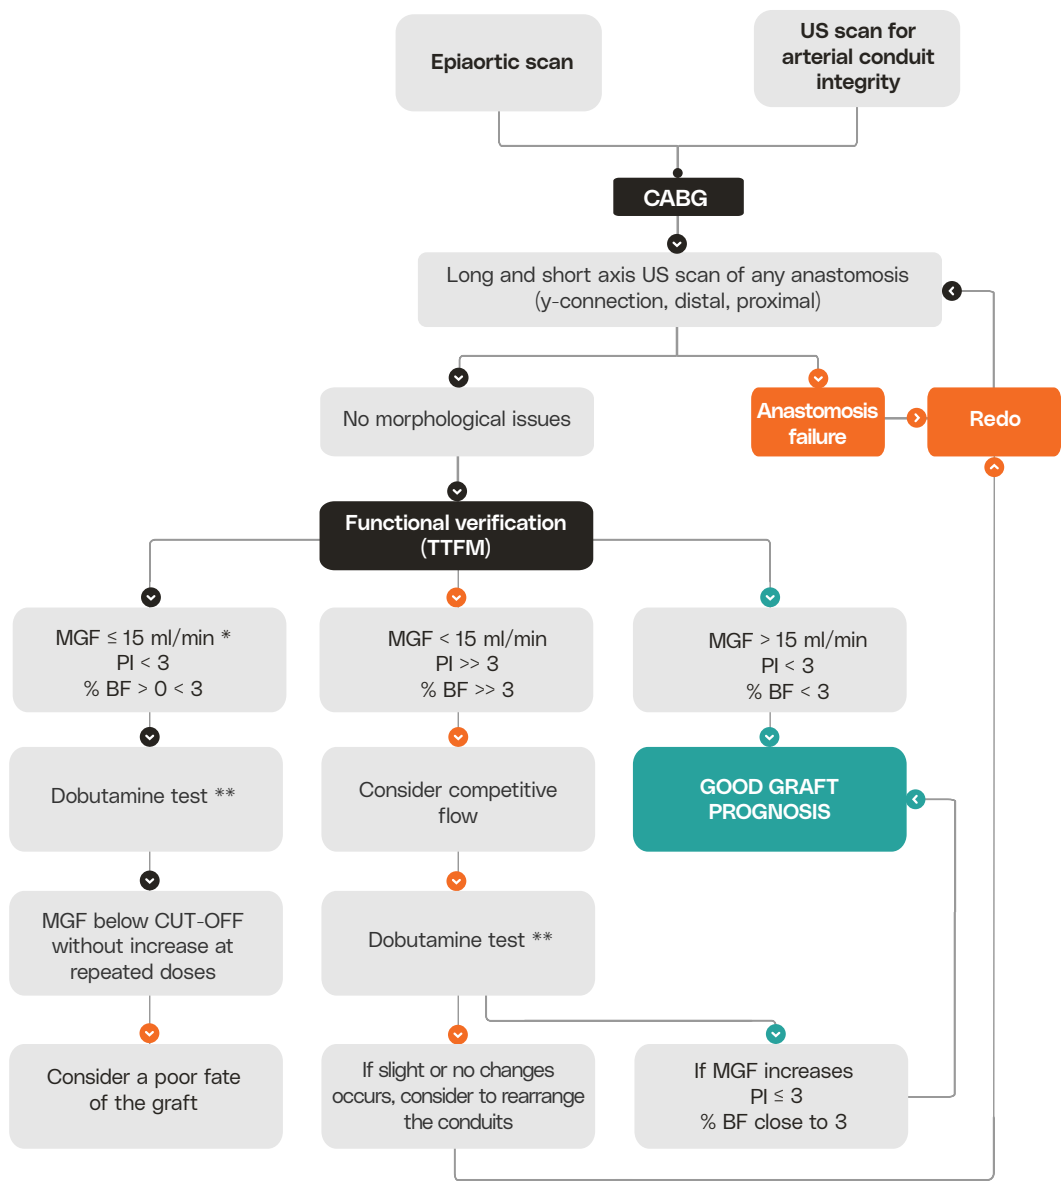 Epiaortic scan
US scan for
arterial conduit
integrity
CABG
Long and short axis US scan of any anastomosis
(y-connection, distal, proximal)
No morphological issues
Anastomosis
failure
Redo
Functional verification
(TTFM)
MGF ≤ 15 ml/min *
PI < 3
% BF > 0 < 3
MGF < 15 ml/min
PI >> 3
% BF >> 3
MGF > 15 ml/min
PI < 3
% BF < 3
Dobutamine test **
Consider competitive
flow
GOOD GRAFT
PROGNOSIS
MGF below CUT-OFF
without increase at
repeated doses
Dobutamine test **
Consider a poor fate
of the graft
If slight or no changes
occurs, consider to rearrange
the conduits
If MGF increases
PI ≤ 3
% BF close to 3